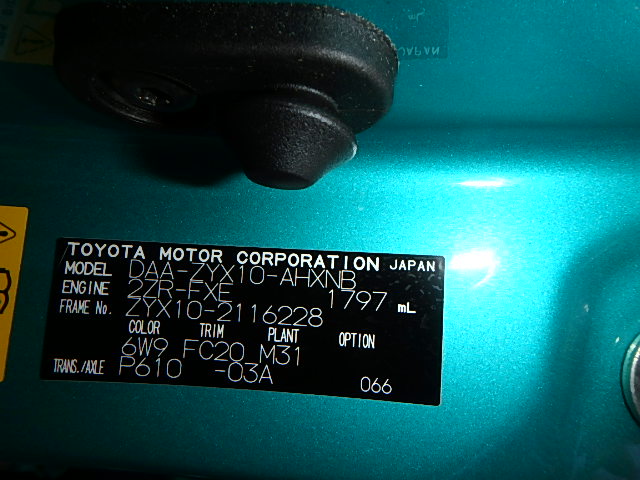 TOYOTA MOTOR CORPORATION JAPAN
MODEL DAA-ZYX10-AHXNB
ENGINE 2ZR-FXE 1797 mL
FRAME No. ZYX10-2116228
COLOR TRIM PLANT OPTION
6W9 FC20 M31
TRANS./AXLE P610 -03A
066